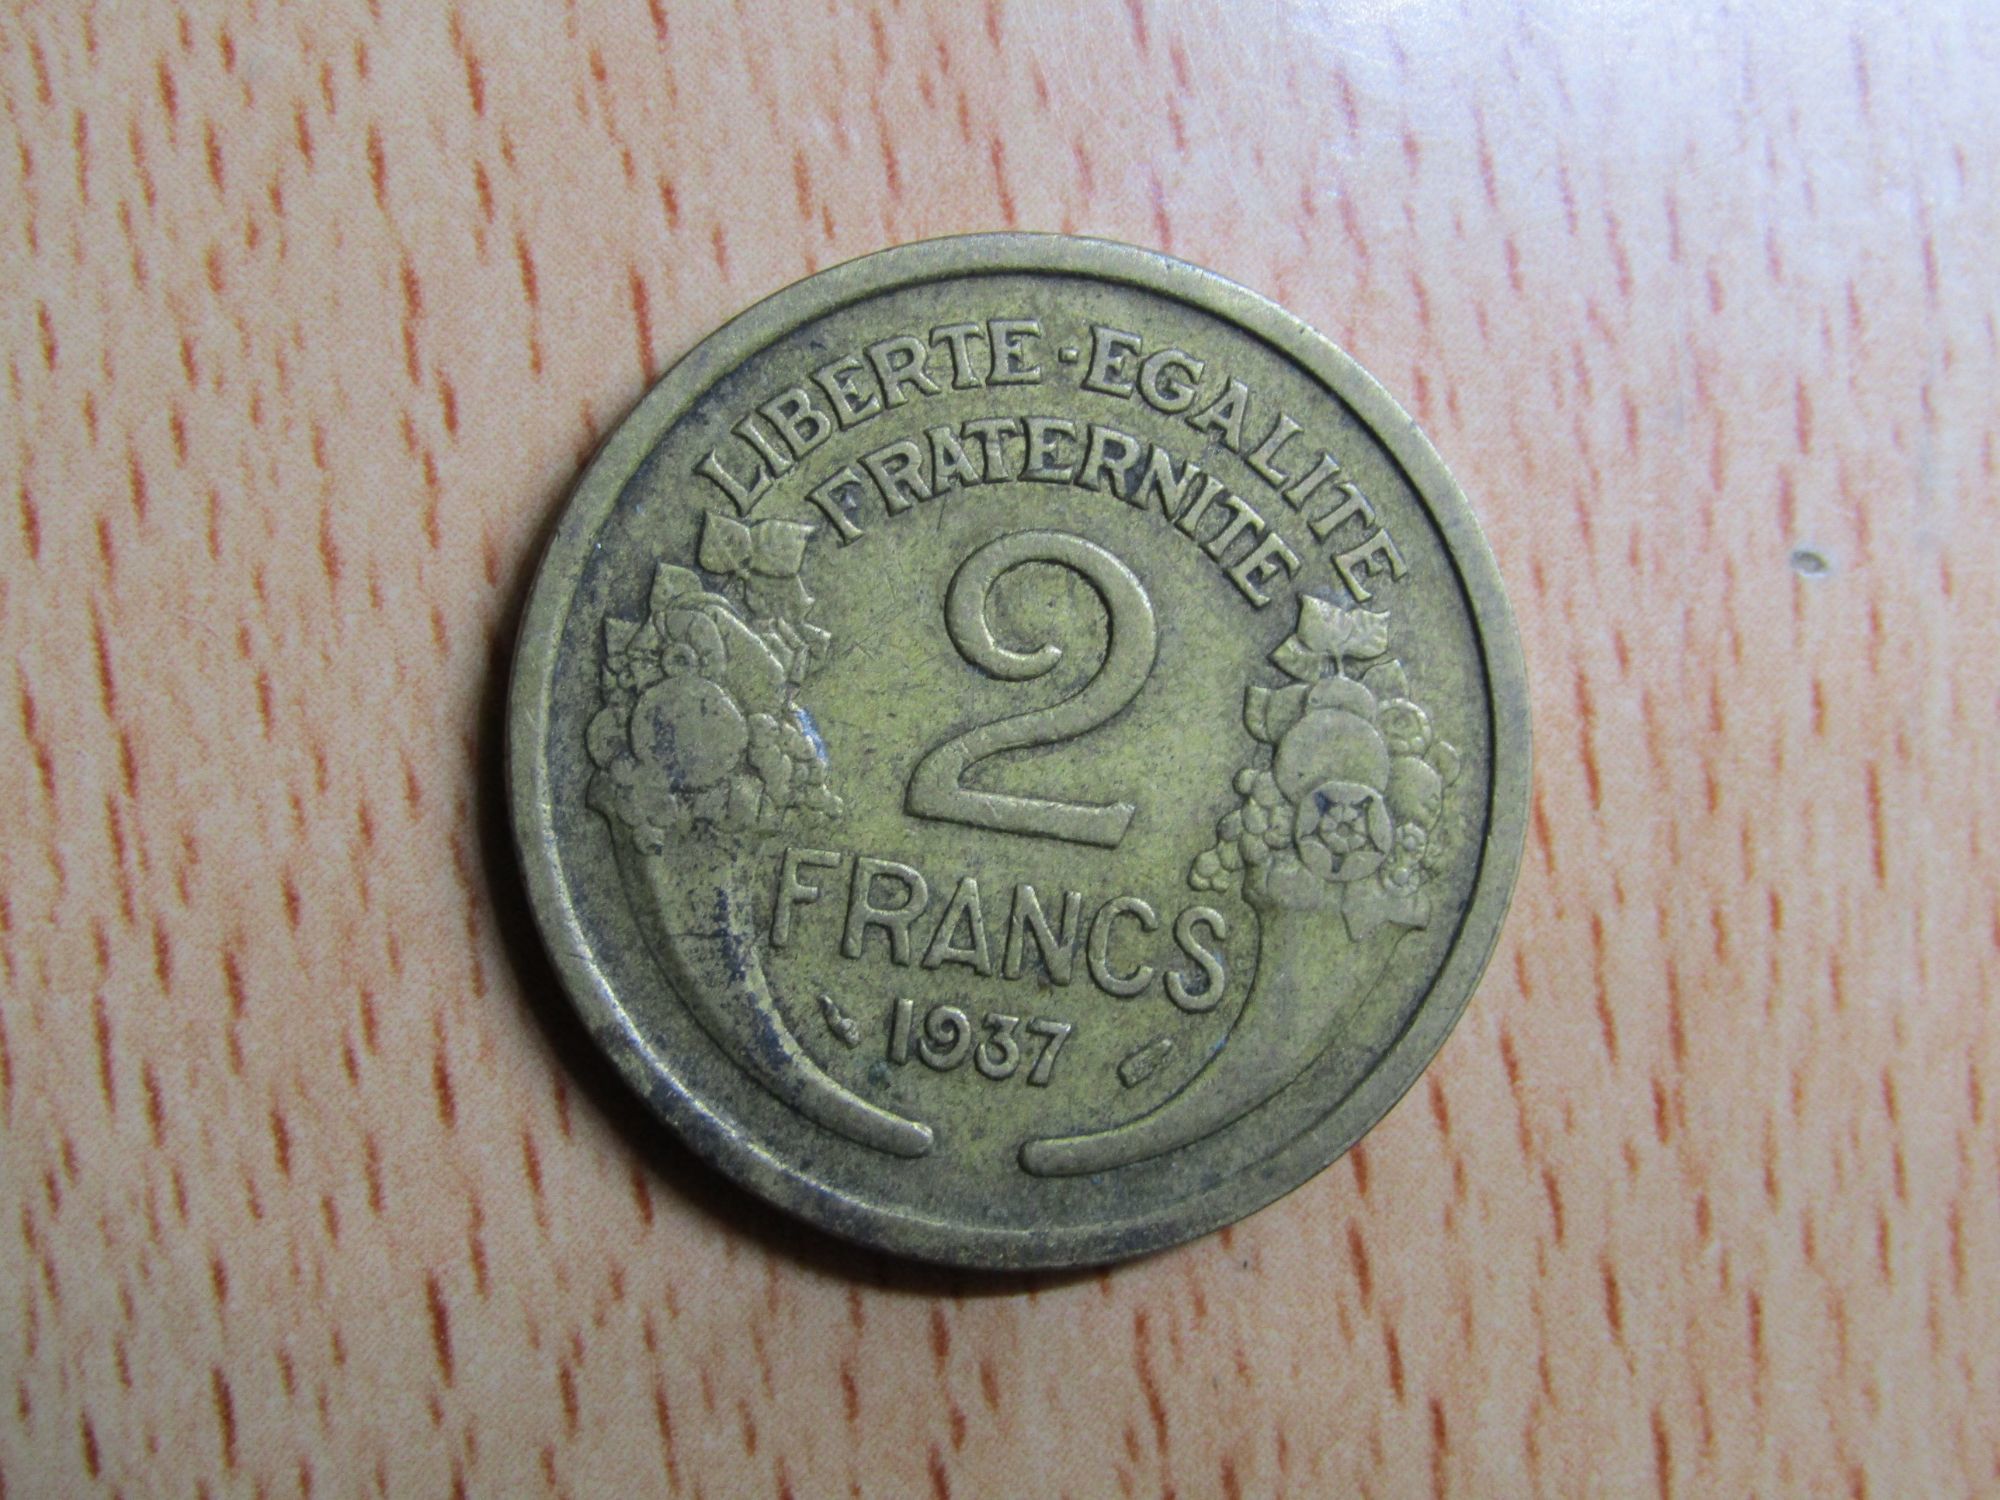 LIBERTE·EGALITE
FRATERNITE
2
FRANCS
1937